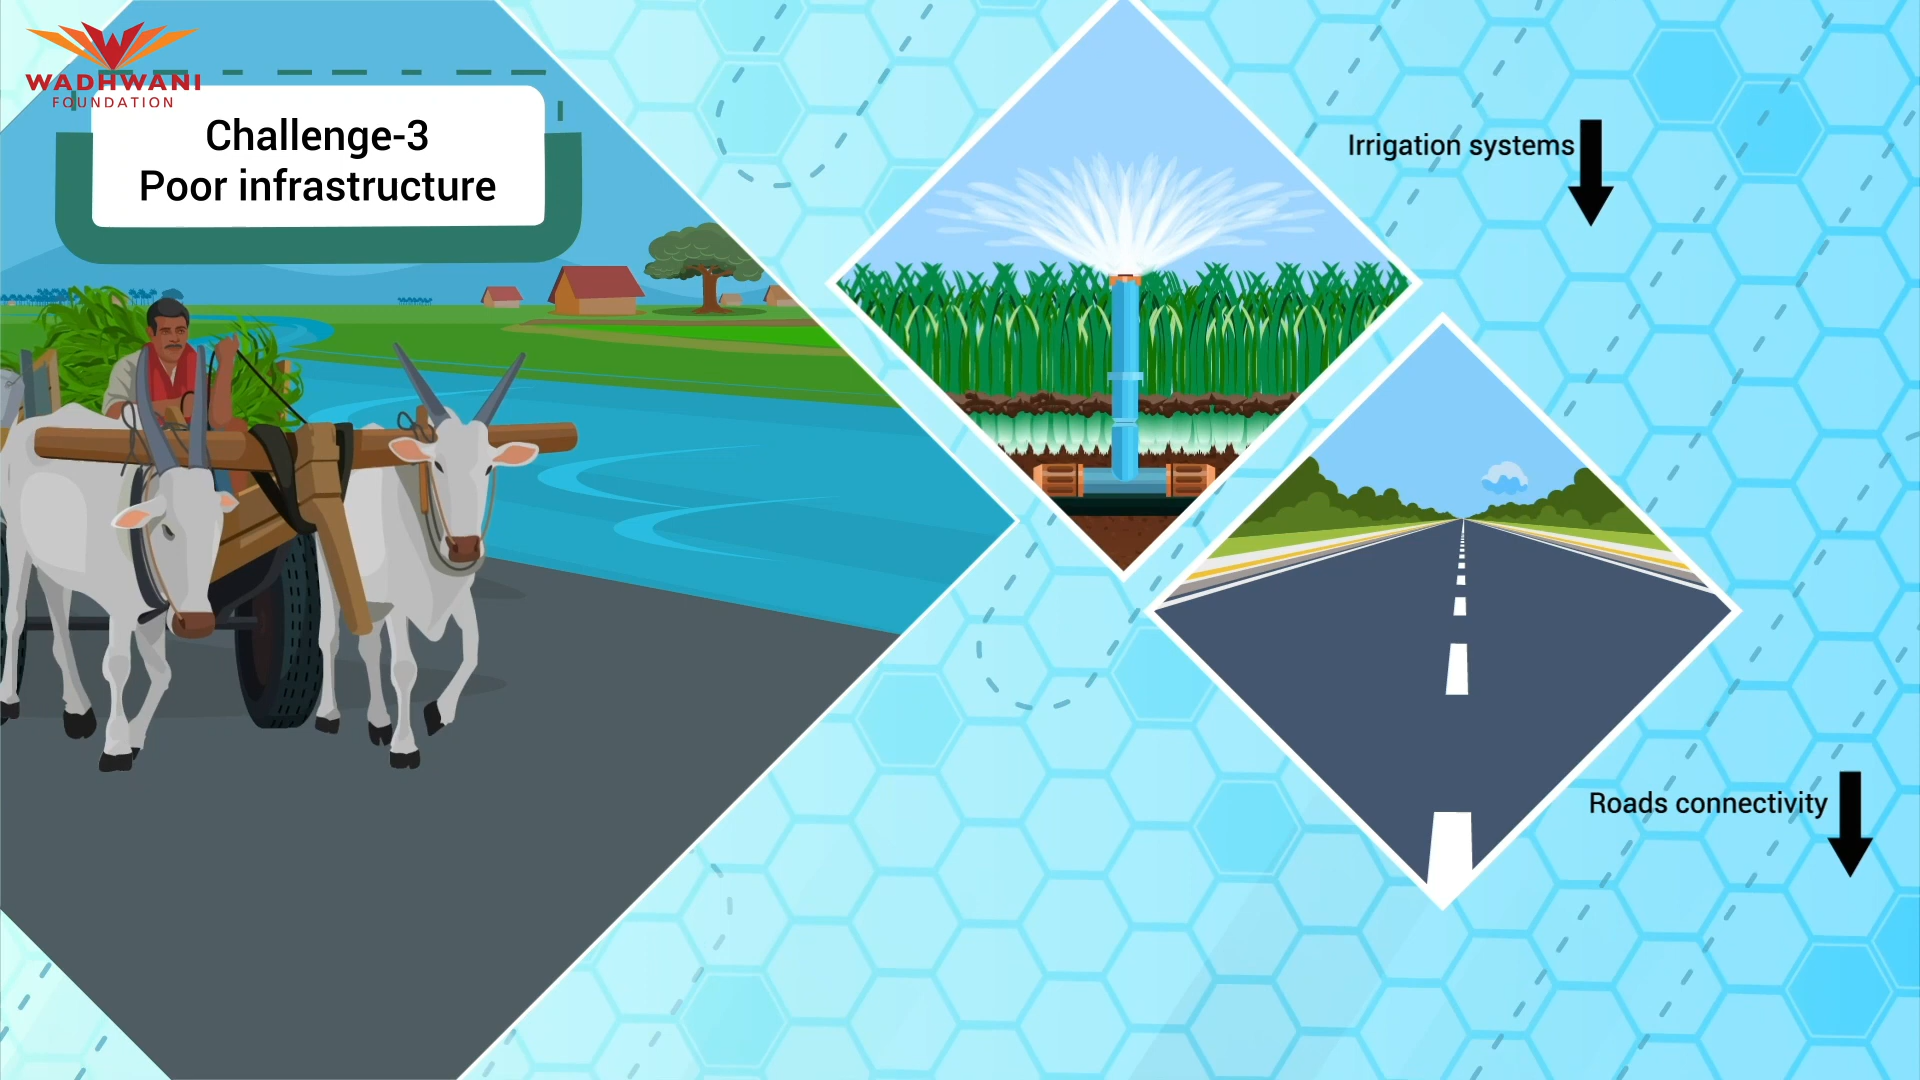 WADHWANI
FOUNDATION
Challenge-3
Poor infrastructure
Irrigation systems
Roads connectivity